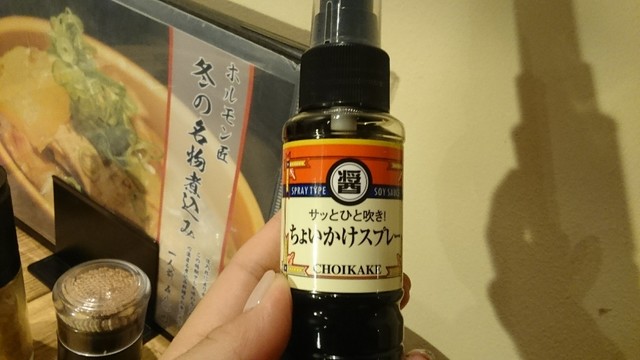 ホルモン匠
冬の名物煮込み
醤
SPRAY TYPE
SOY SAUCE
サッとひと吹き!
ちょいかけスプレー
CHOIKAKE